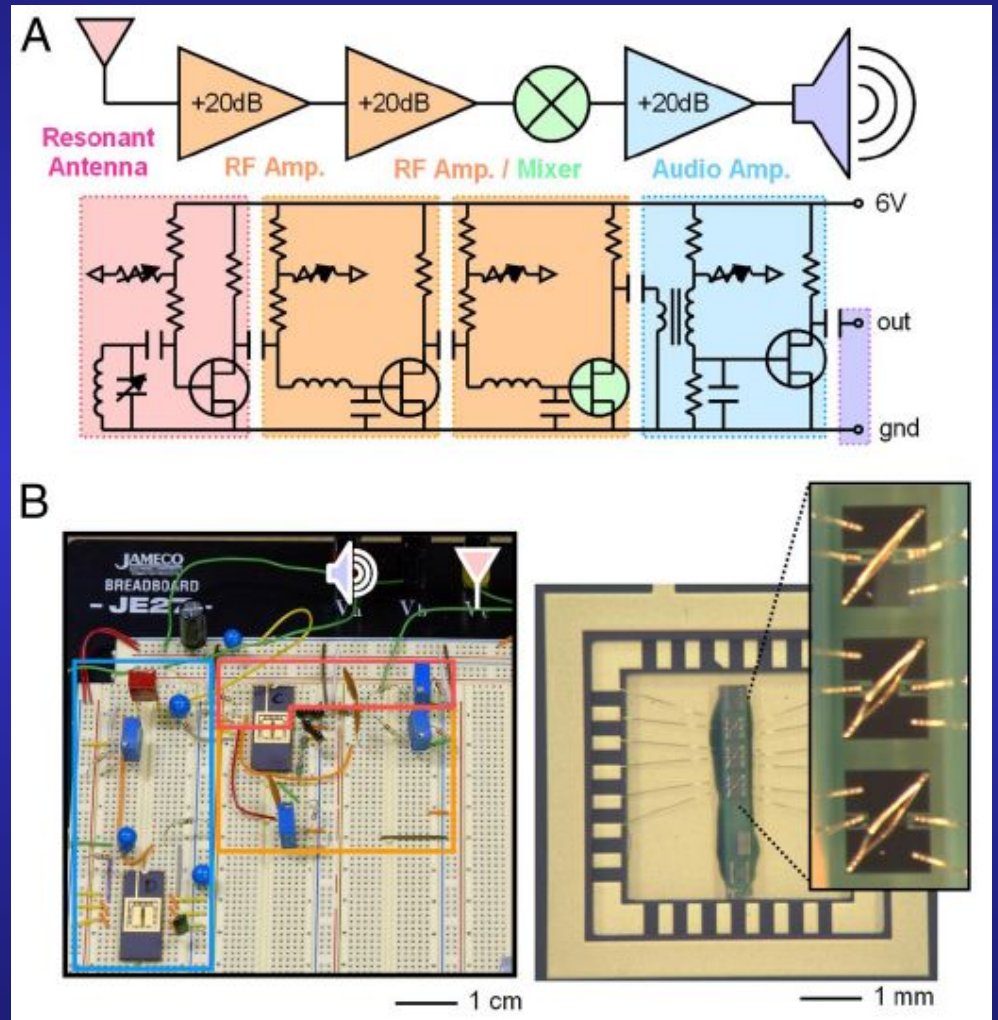 A
+20dB
+20dB
+20dB
Resonant
Antenna
RF Amp.
RF Amp. / Mixer
Audio Amp.
6V
out
gnd
B
JAMECO
BREADBOARD
1 cm
1 mm